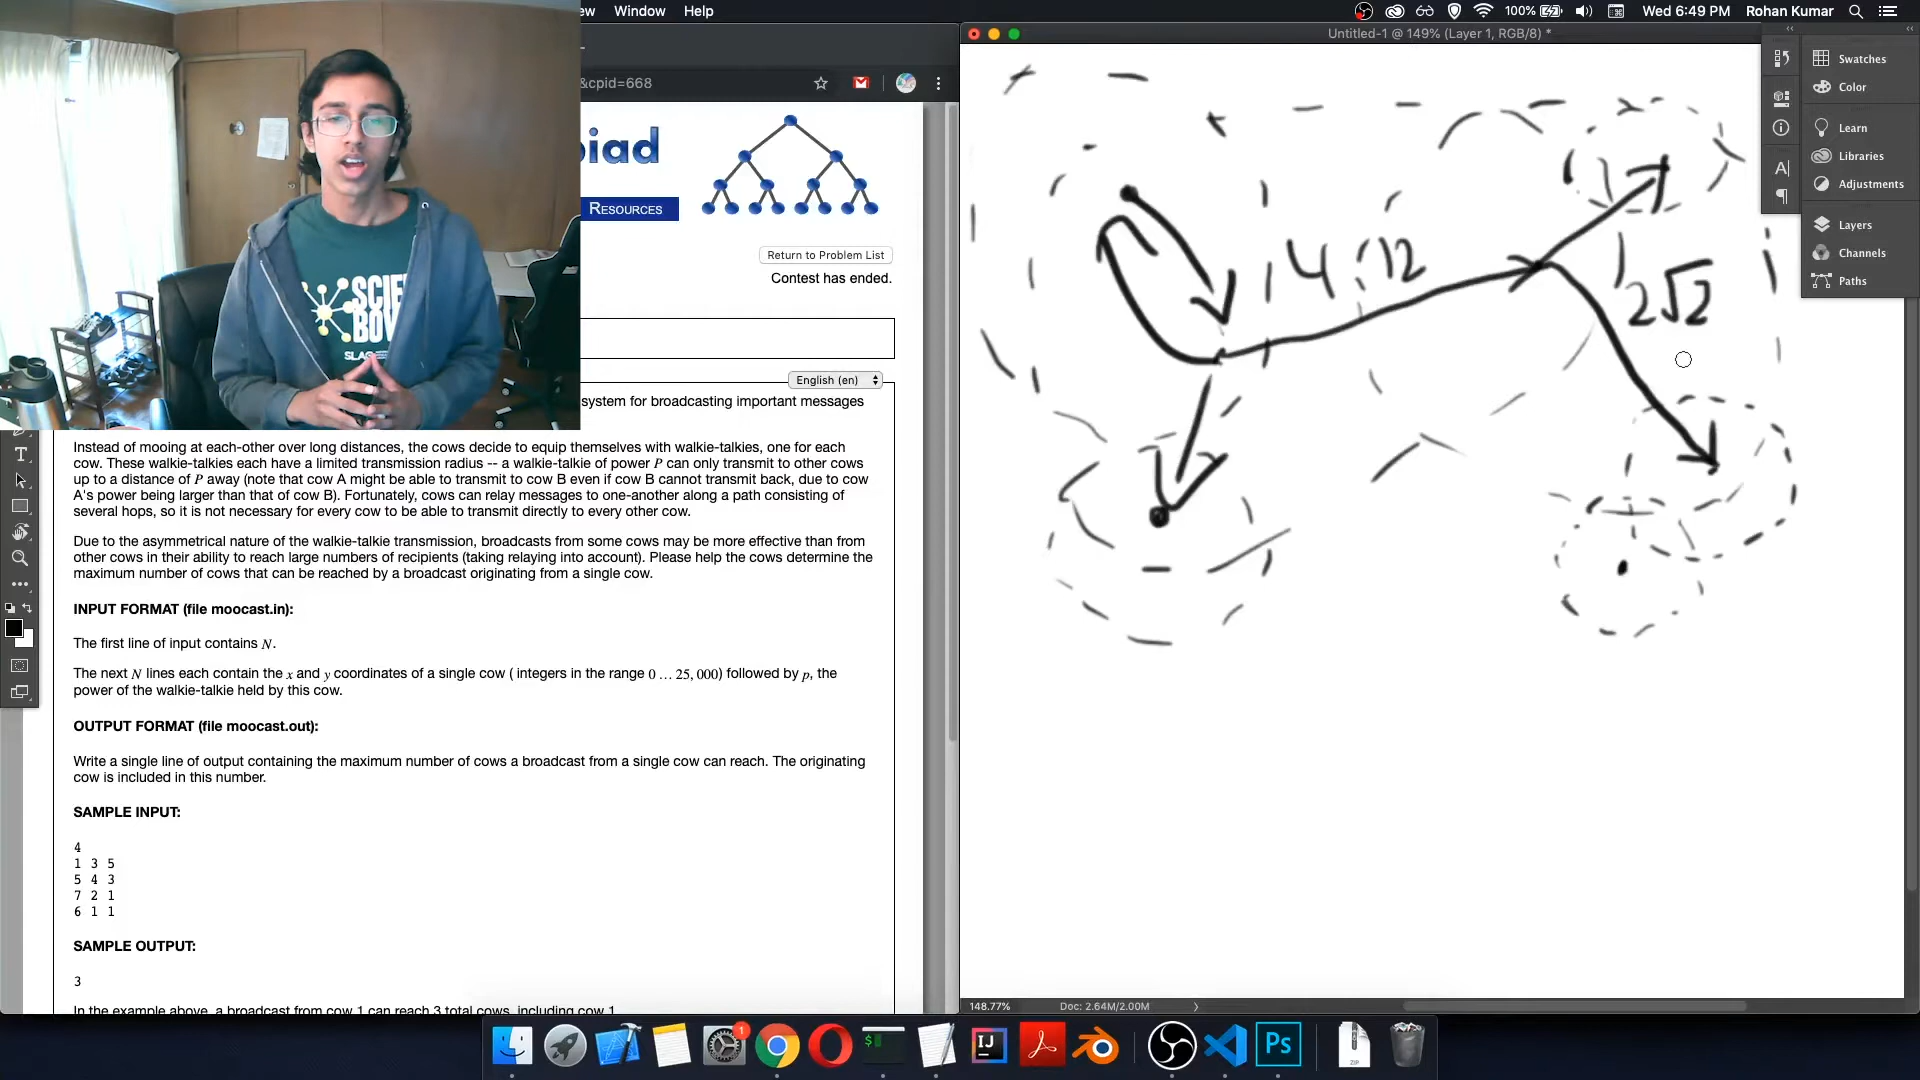 ew Window Help
100% Wed 6:49 PM Rohan Kumar
Untitled-1 @ 149% (Layer 1, RGB/8) *
&cpid=668
iad
RESOURCES
Return to Problem List
Contest has ended.
English (en)
system for broadcasting important messages
Instead of mooing at each-other over long distances, the cows decide to equip themselves with walkie-talkies, one for each
cow. These walkie-talkies each have a limited transmission radius -- a walkie-talkie of power P can only transmit to other cows
up to a distance of P away (note that cow A might be able to transmit to cow B even if cow B cannot transmit back, due to cow
A's power being larger than that of cow B). Fortunately, cows can relay messages to one-another along a path consisting of
several hops, so it is not necessary for every cow to be able to transmit directly to every other cow.
Due to the asymmetrical nature of the walkie-talkie transmission, broadcasts from some cows may be more effective than from
other cows in their ability to reach large numbers of recipients (taking relaying into account). Please help the cows determine the
maximum number of cows that can be reached by a broadcast originating from a single cow.
INPUT FORMAT (file moocast.in):
The first line of input contains N.
The next N lines each contain the x and y coordinates of a single cow ( integers in the range 0 … 25, 000) followed by p, the
power of the walkie-talkie held by this cow.
OUTPUT FORMAT (file moocast.out):
Write a single line of output containing the maximum number of cows a broadcast from a single cow can reach. The originating
cow is included in this number.
SAMPLE INPUT:
4
1 3 5
5 4 3
7 2 1
6 1 1
SAMPLE OUTPUT:
3
In the example above, a broadcast from cow 1 can reach 3 total cows, including cow 1.
SCIE
BOW
SLAC
2√2
Swatches
Color
Learn
Libraries
Adjustments
Layers
Channels
Paths
148.77% Doc: 2.64M/2.00M
1
$
IJ
Ps
ZIP